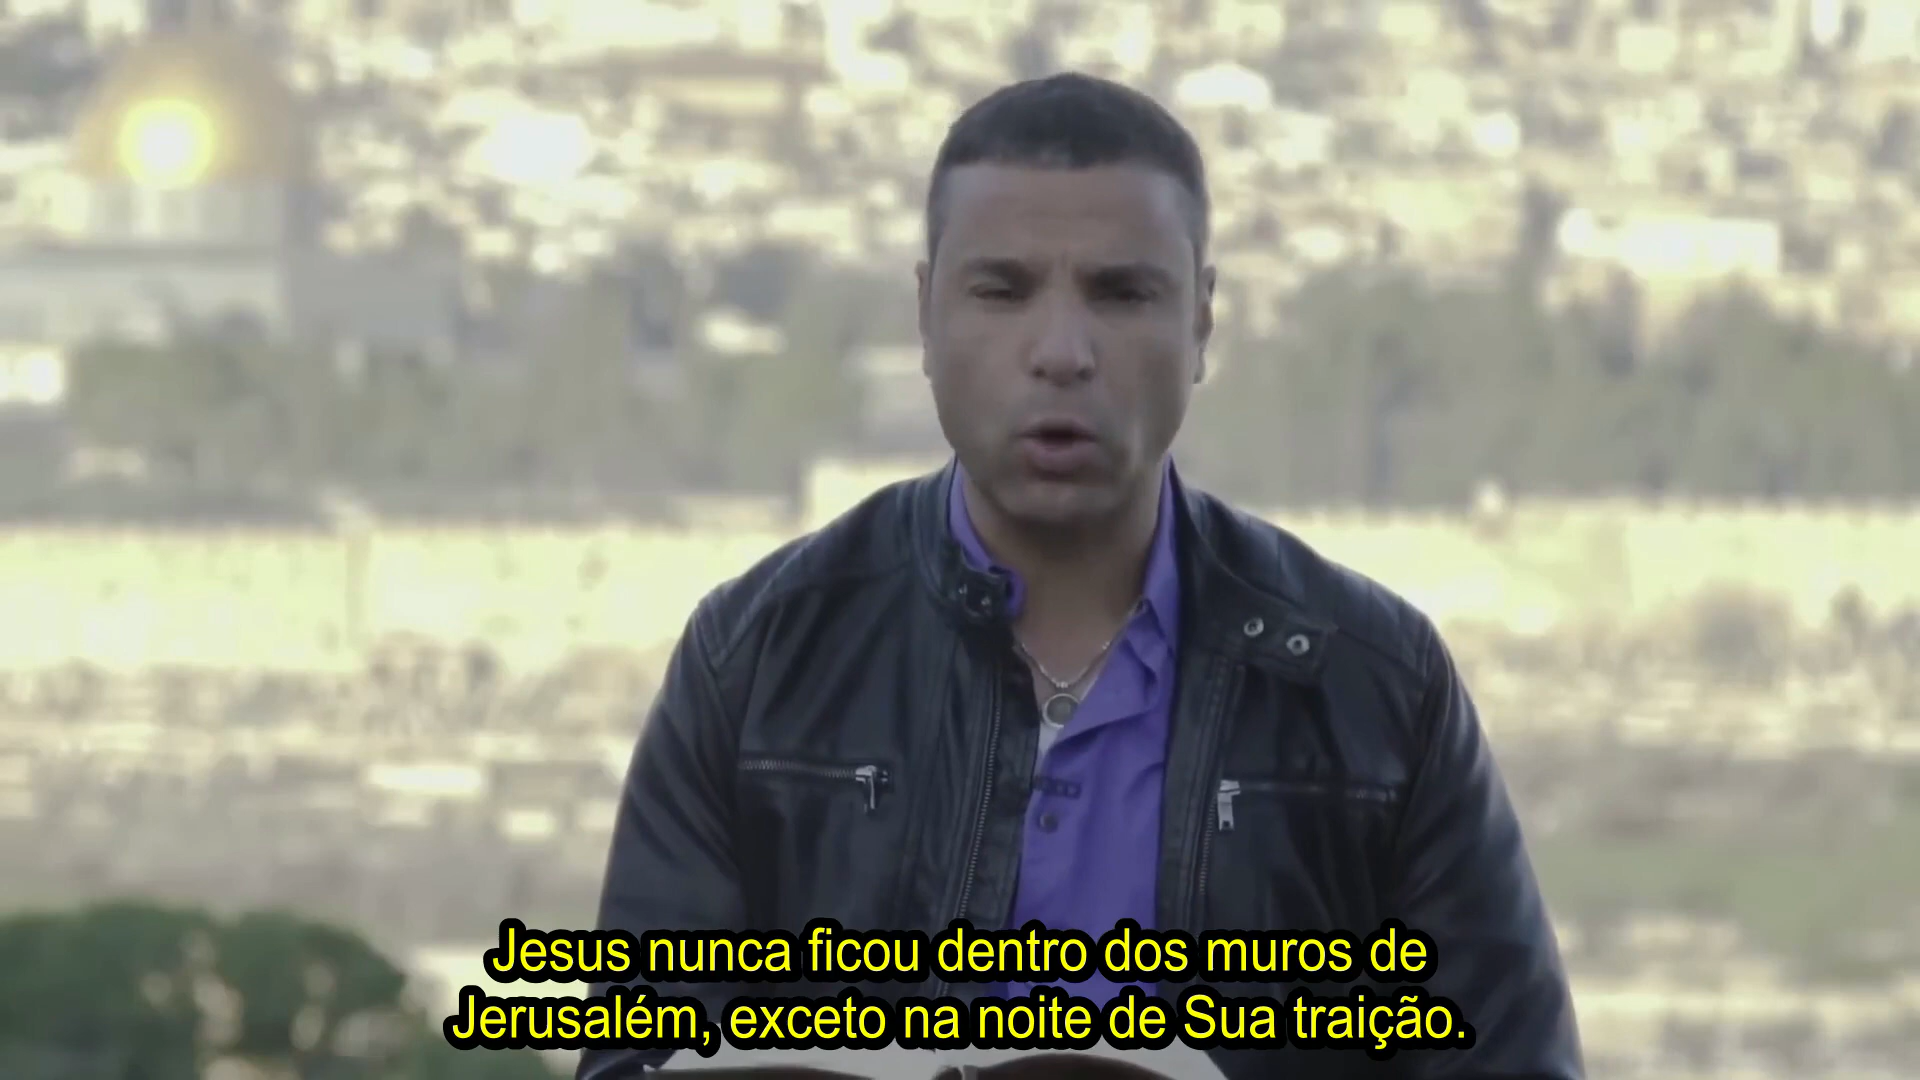 Jesus nunca ficou dentro dos muros de
Jerusalém, exceto na noite de Sua traição.